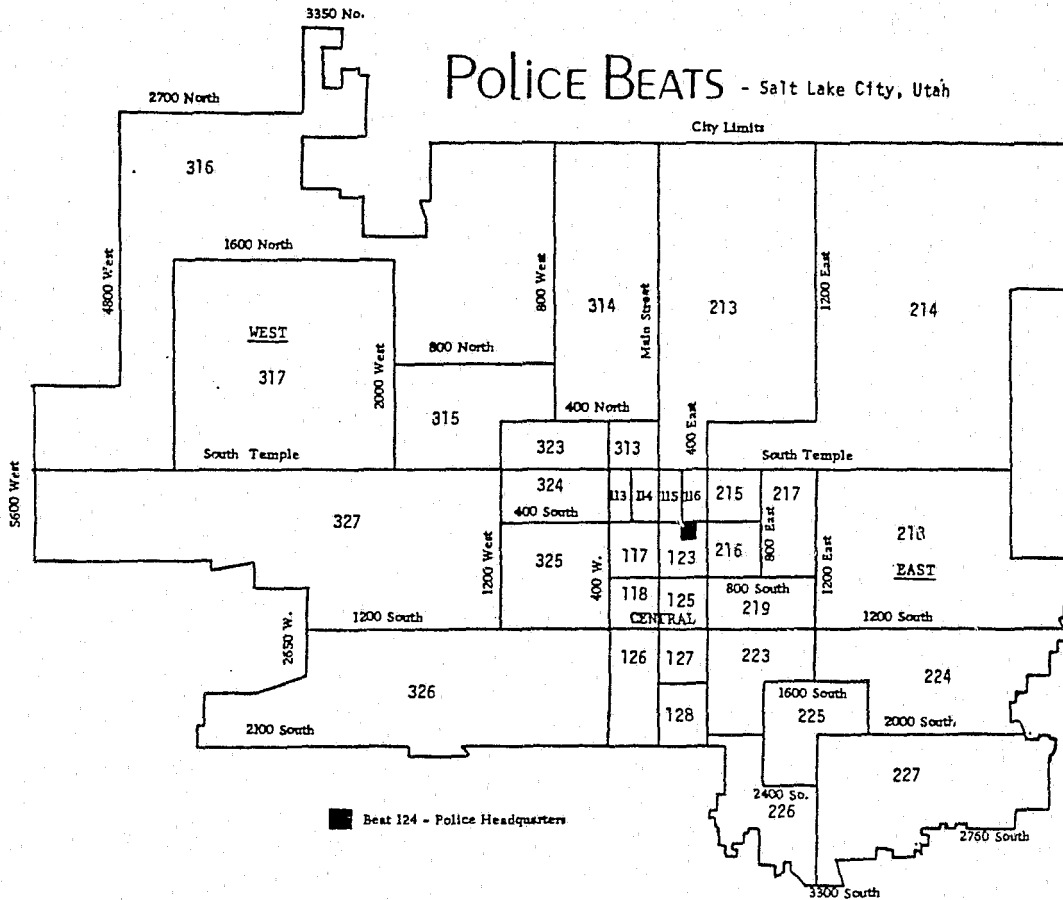 3350 No.
Police Beats - Salt Lake City, Utah
2700 North
City Limits
316
1600 North
4800 West
800 West
314
Main Street
213
1200 East
214
WEST
317
2000 West
800 North
315
400 North
400 East
323
313
South Temple
South Temple
5600 West
324
113
114
115
116
215
217
400 South
327
1200 West
325
400 W.
117
123
216
800 East
1200 East
218
EAST
118
125
800 South
219
CENTRAL
1200 South
1200 South
2650 W.
126
127
223
224
326
1600 South
225
2000 South
128
2100 South
227
2400 So.
226
Beat 124 - Police Headquarters
2760 South
3300 South